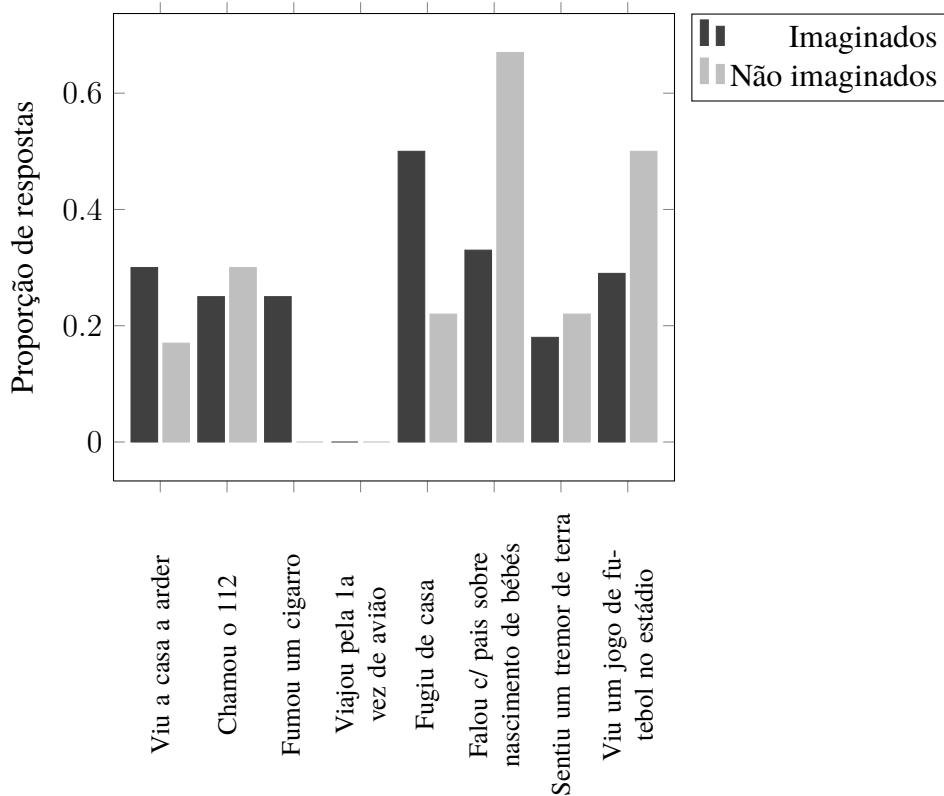 Imaginados
Não imaginados
Proporção de respostas
0.6
0.4
0.2
0
Viu a casa a arder
Chamou o 112
Fumou um cigarro
Viajou pela 1a
vez de avião
Fugiu de casa
Falou c/ pais sobre
nascimento de bébés
Sentiu um tremor de terra
Viu um jogo de fu-
tebol no estádio